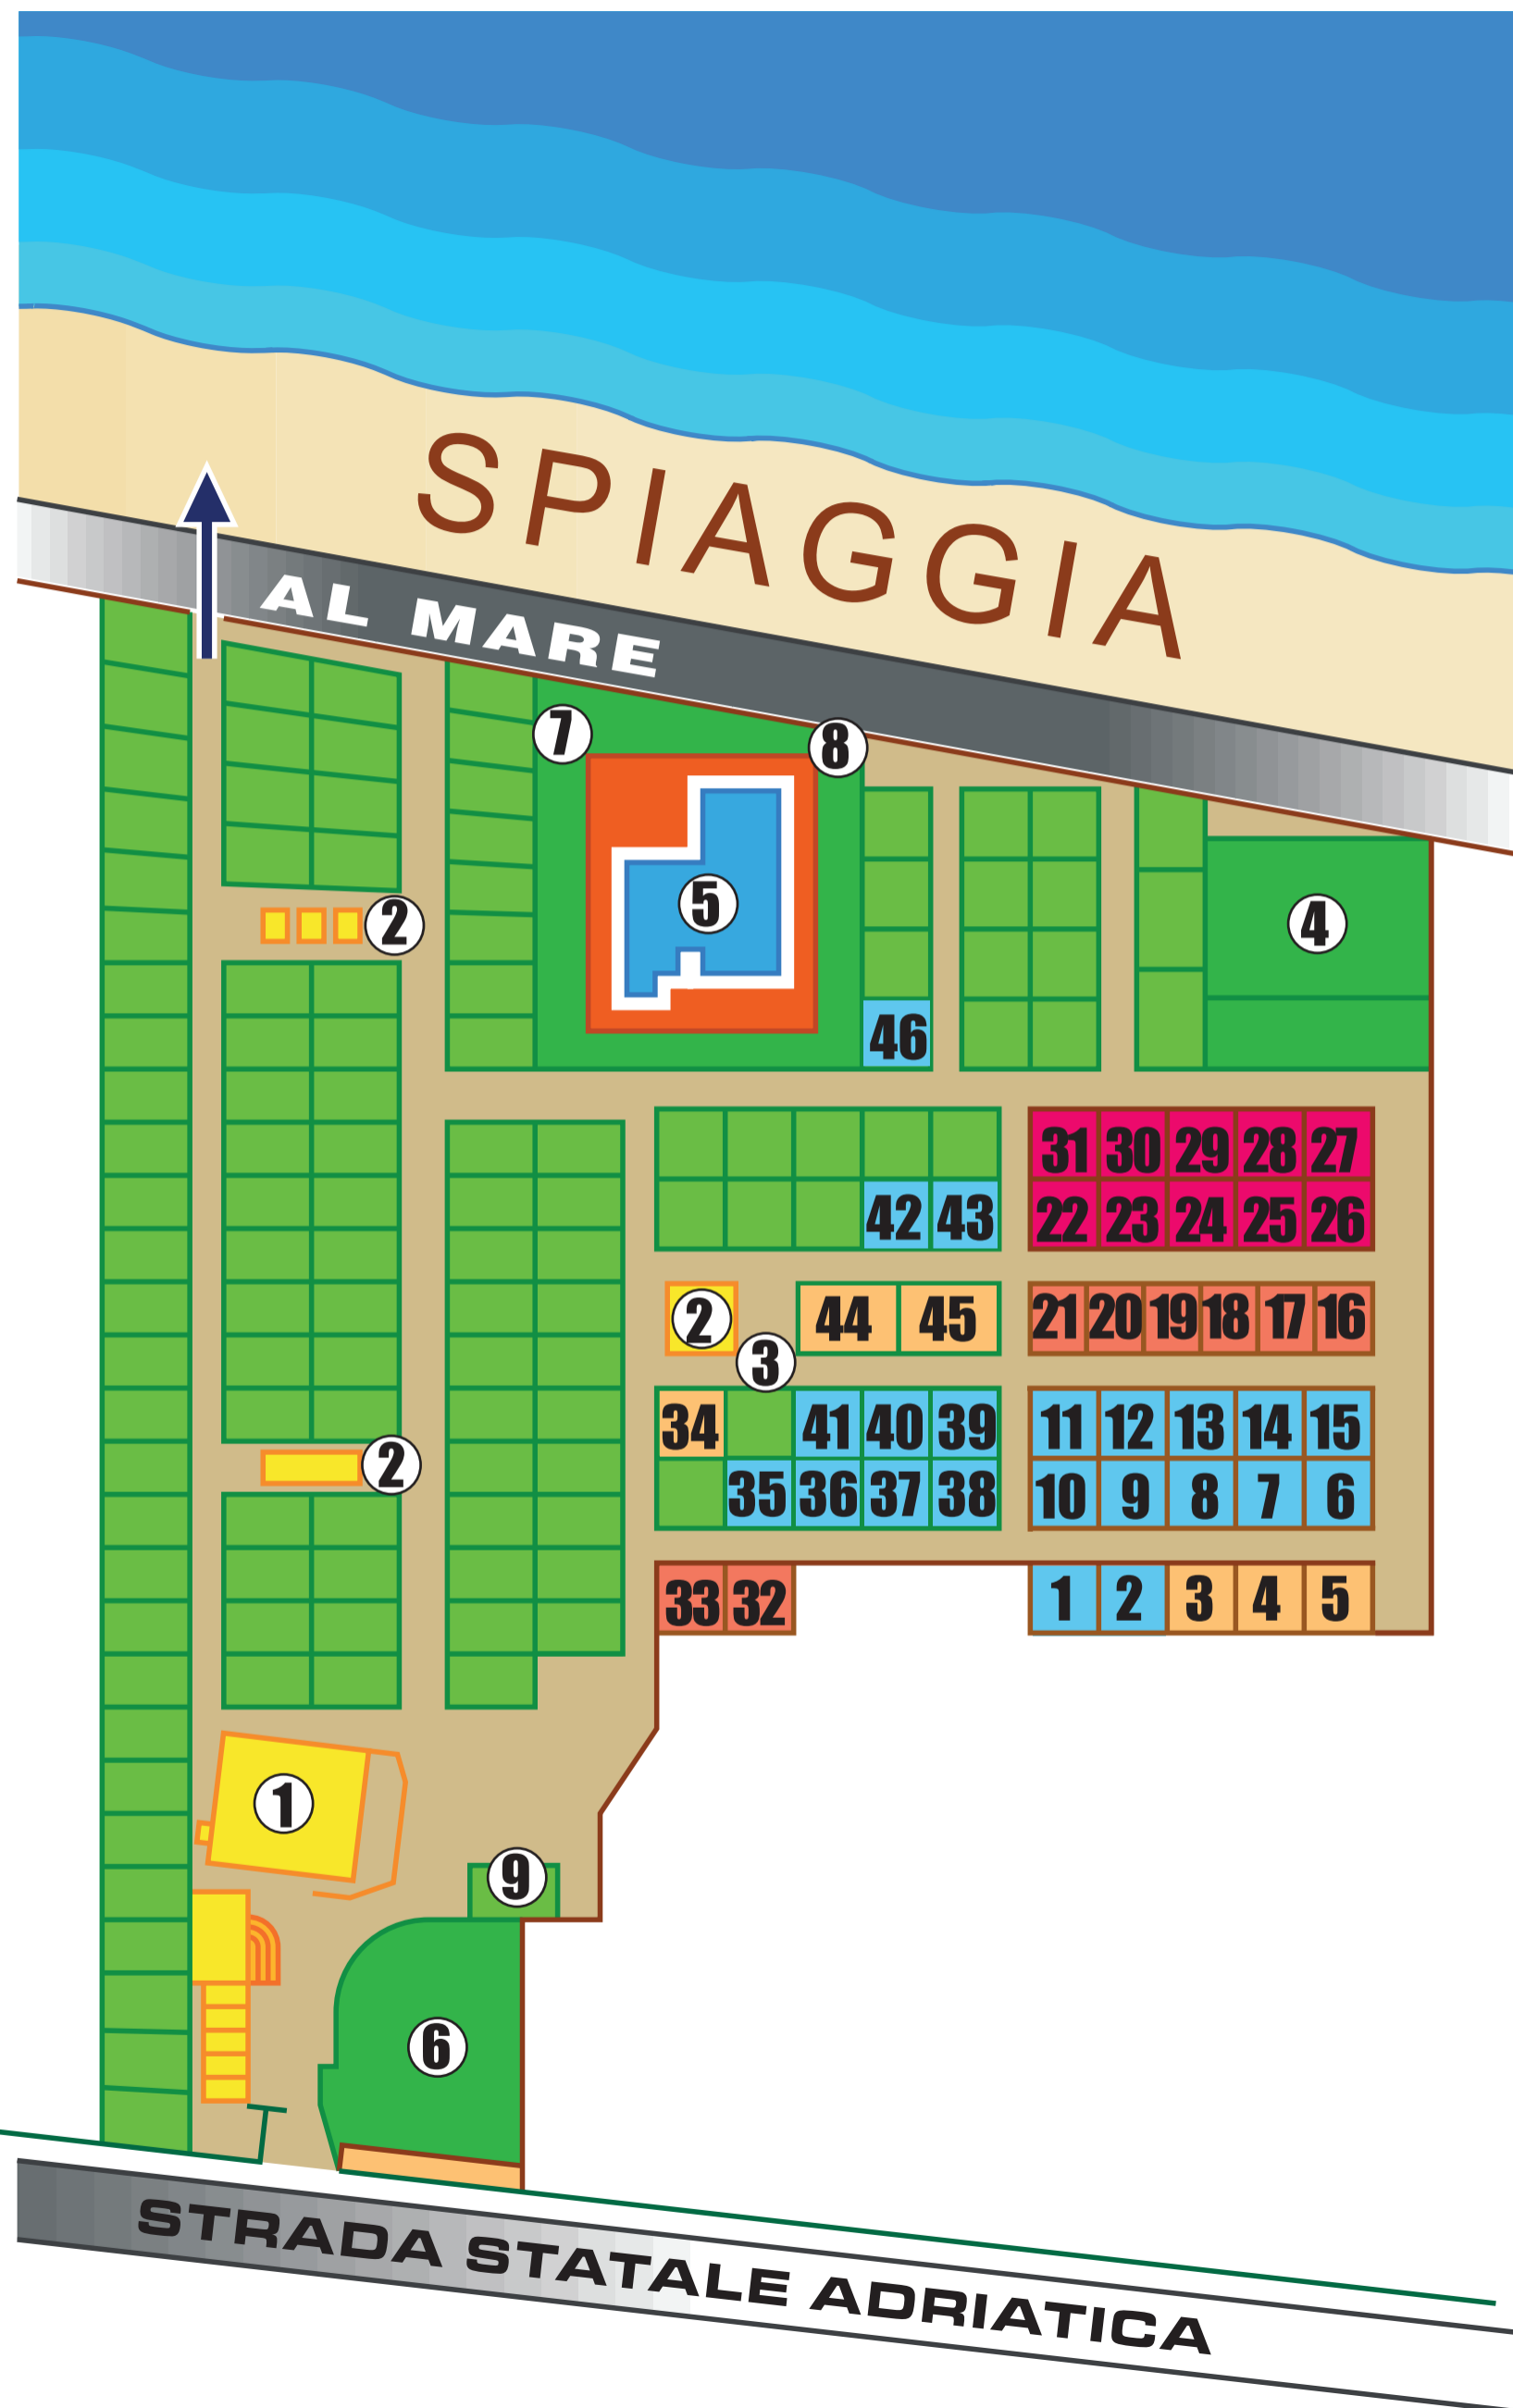 SPIAGGIA
AL MARE
7
8
5
2
4
46
31 30 29 28 27
42 43 22 23 24 25 26
2 44 45 21 20 19 18 17 16
3
34 41 40 39 11 12 13 14 15
2 35 36 37 38 10 9 8 7 6
33 32 1 2 3 4 5
1
9
6
STRADA STATALE ADRIATICA